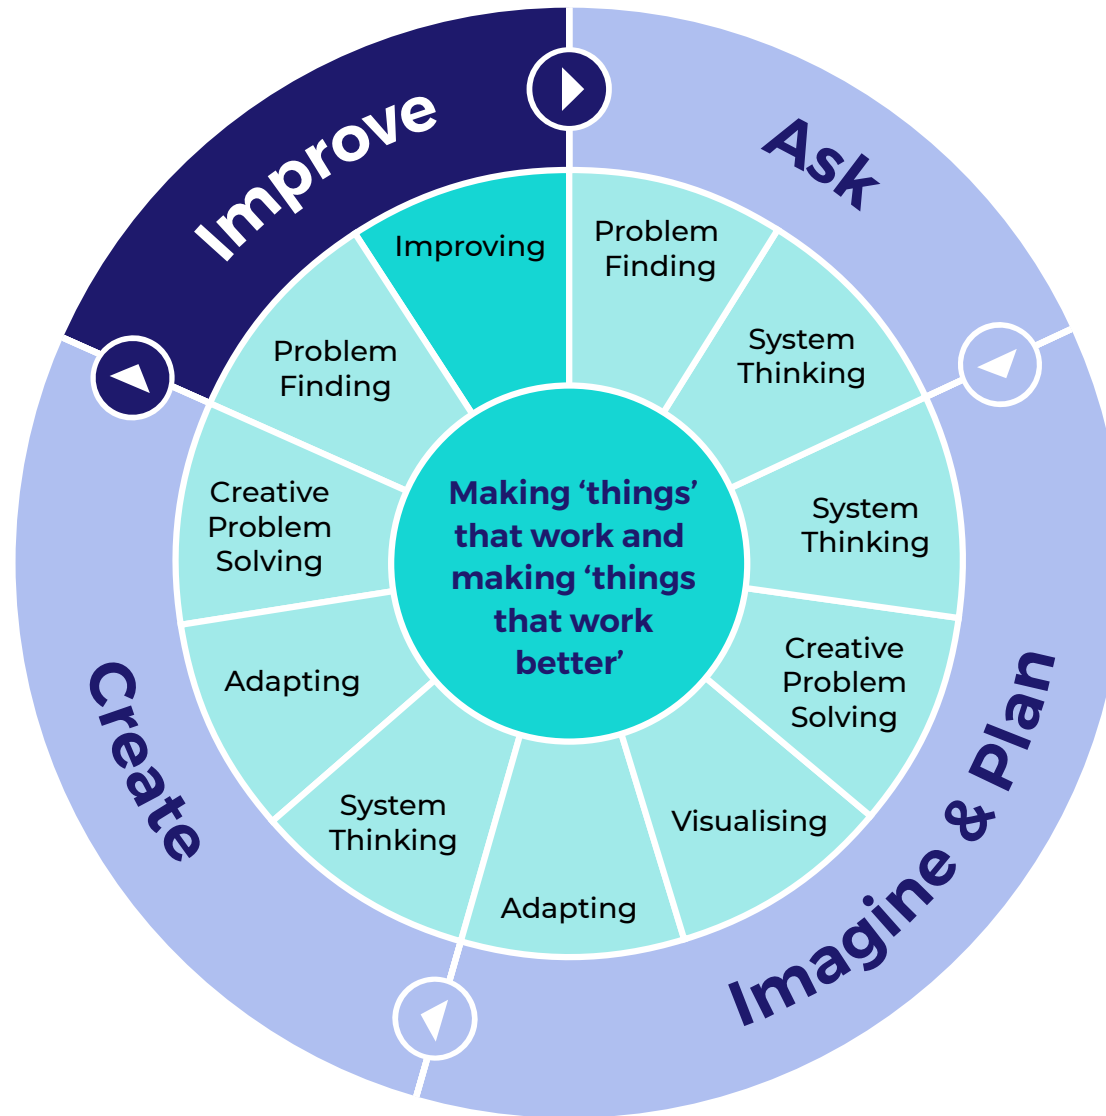 Improve
Ask
Improving
Problem
Finding
System
Thinking
System
Thinking
Creative
Problem
Solving
Visualising
Adapting
System
Thinking
Adapting
Creative
Problem
Solving
Problem
Finding
Making ‘things’
that work and
making ‘things
that work
better’
Imagine & Plan
Create